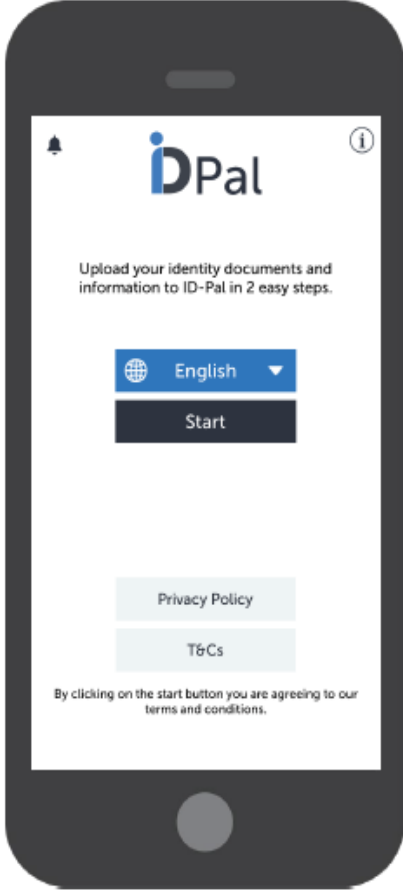 iDPal
Upload your identity documents and
information to ID-Pal in 2 easy steps.
English
Start
Privacy Policy
T&Cs
By clicking on the start button you are agreeing to our
terms and conditions.